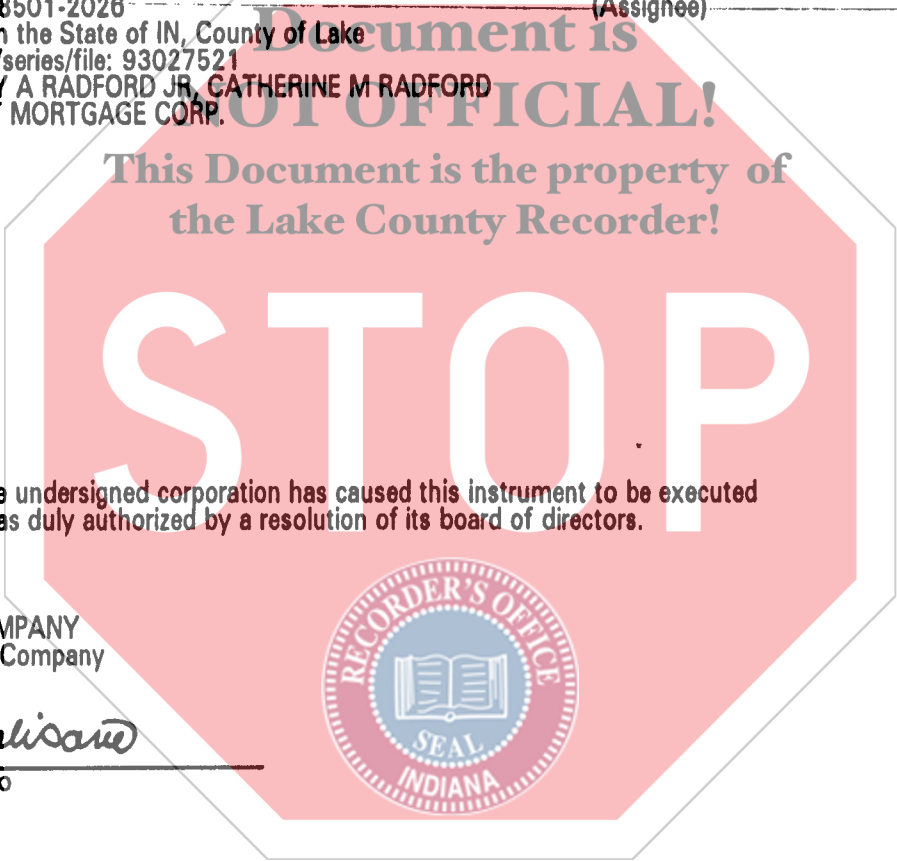 8501-2026 (Assignee)
n the State of IN, County of Lake
/series/file: 93027521
Y A RADFORD JR, CATHERINE M RADFORD
MORTGAGE CORP.
Document is
NOT OFFICIAL!
This Document is the property of
the Lake County Recorder!
STOP
e undersigned corporation has caused this instrument to be executed
as duly authorized by a resolution of its board of directors.
MPANY
Company
RECORDER'S OFFICE
SEAL
INDIANA